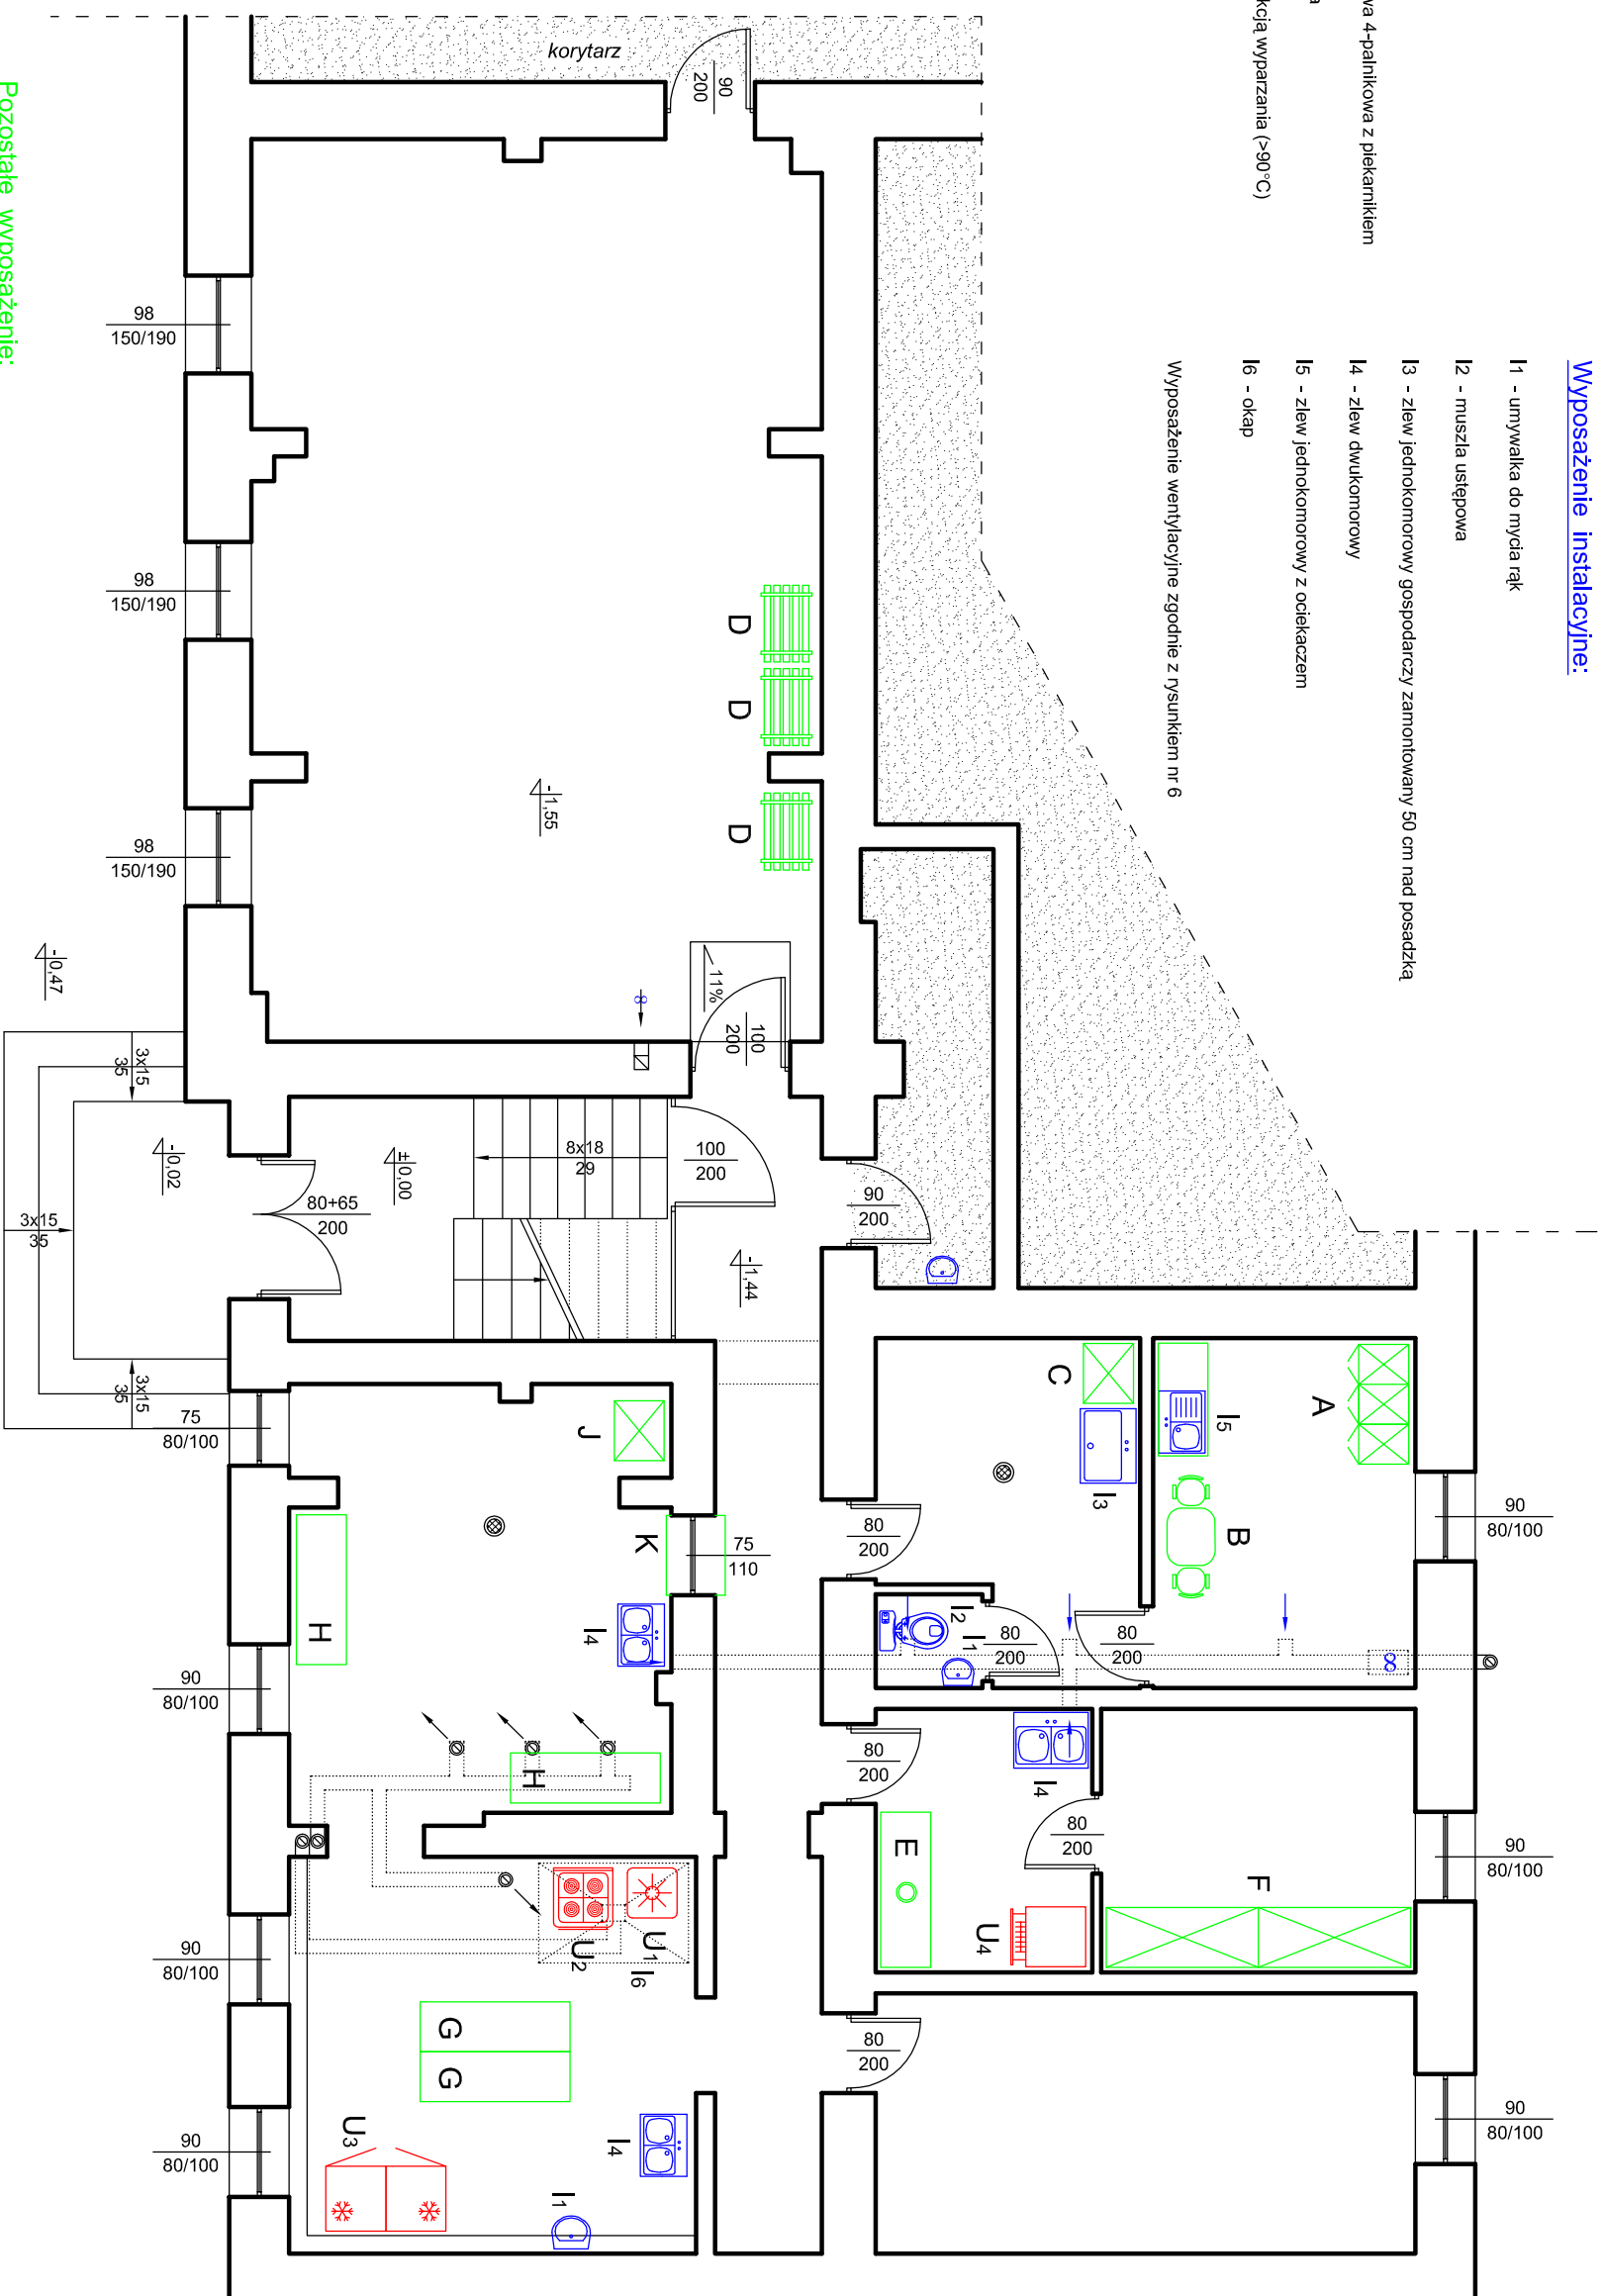 Wyposażenie instalacyjne:
I1 - umywalka do mycia rąk
I2 - muszla ustępowa
I3 - zlew jednokomorowy gospodarczy zamontowany 50 cm nad posadzką
I4 - zlew dwukomorowy
I5 - zlew jednokomorowy z ociekaczem
I6 - okap
Wyposażenie wentylacyjne zgodnie z rysunkiem nr 6
4-palnikowa z piekarnikiem
wyparzania (>90°C)
Pozostałe wyposażenie:
korytarz
90
200
98
150/190
98
150/190
98
150/190
D
D
D
-1,55
-0,47
11%
100
200
8
3x15
35
-0,02
±0,00
8x18
29
100
200
90
200
80+65
200
3x15
35
-1,44
3x15
35
75
80/100
J
C
I3
A
I5
B
90
80/100
K
75
110
80
200
H
I4
I2
I1
80
200
80
200
8
90
80/100
H
80
200
I4
80
200
E
U4
F
90
80/100
U1
U2
I6
90
80/100
G
G
80
200
90
80/100
U3
I4
I1
90
80/100